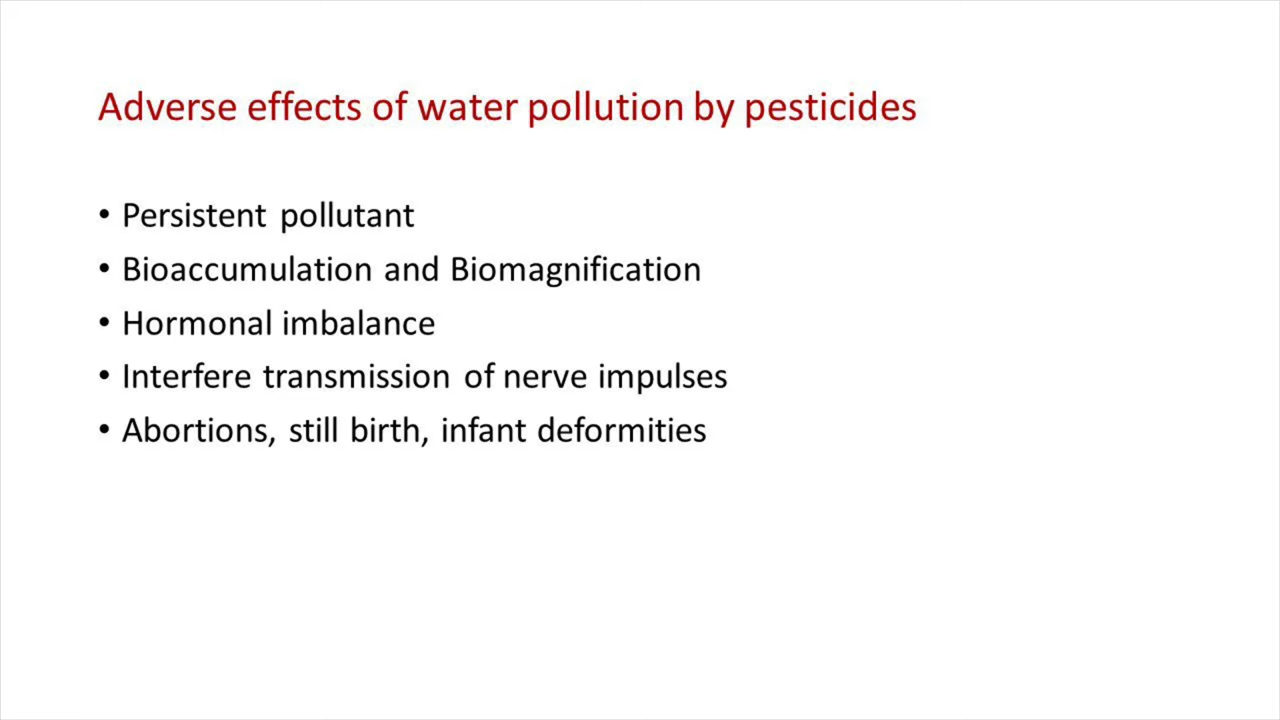 Adverse effects of water pollution by pesticides
• Persistent pollutant
• Bioaccumulation and Biomagnification
• Hormonal imbalance
• Interfere transmission of nerve impulses
• Abortions, still birth, infant deformities